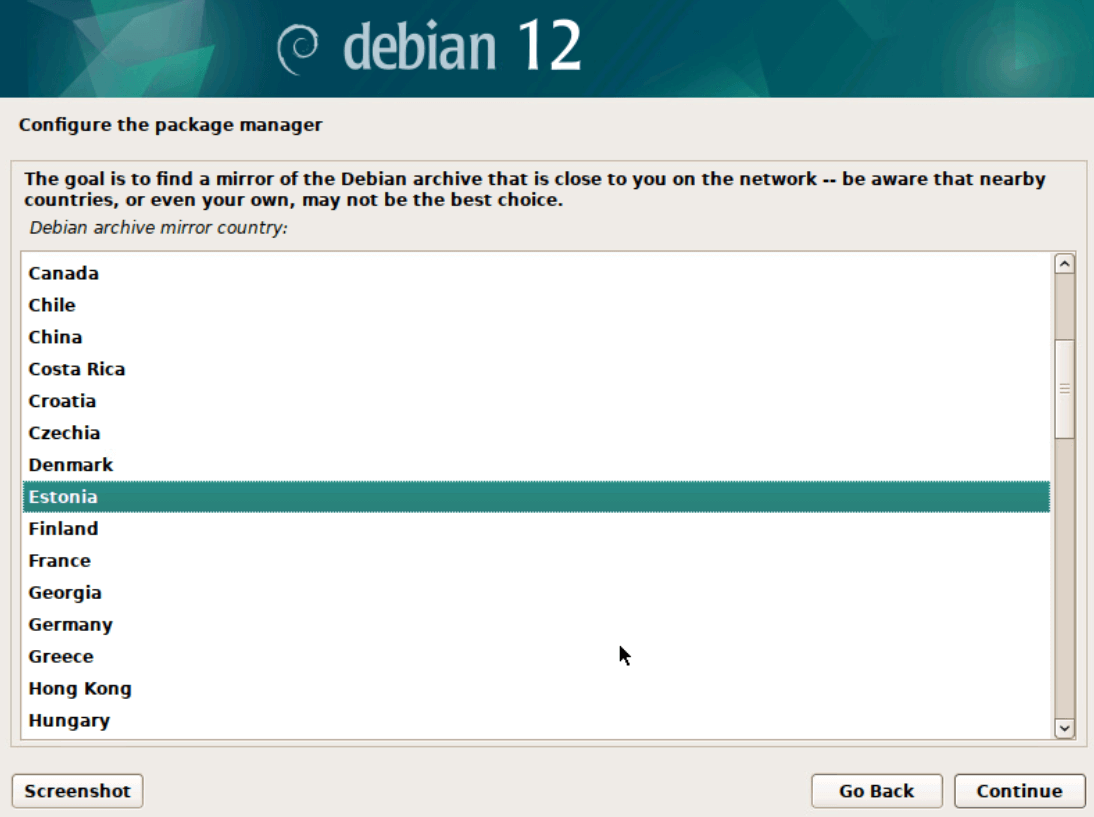 debian 12
Configure the package manager
The goal is to find a mirror of the Debian archive that is close to you on the network -- be aware that nearby
countries, or even your own, may not be the best choice.
Debian archive mirror country:
Canada
Chile
China
Costa Rica
Croatia
Czechia
Denmark
Estonia
Finland
France
Georgia
Germany
Greece
Hong Kong
Hungary
Screenshot
Go Back
Continue